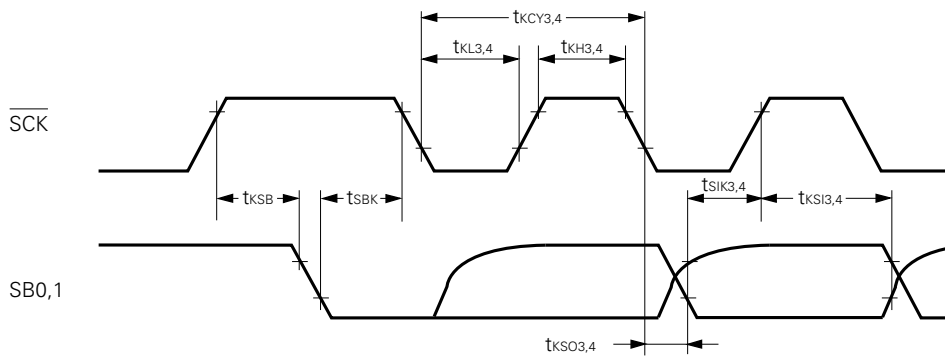 tKCY3,4
tKL3,4
tKH3,4
SCK
tKSB
tSBK
tSIK3,4
tKSI3,4
SB0,1
tKSO3,4